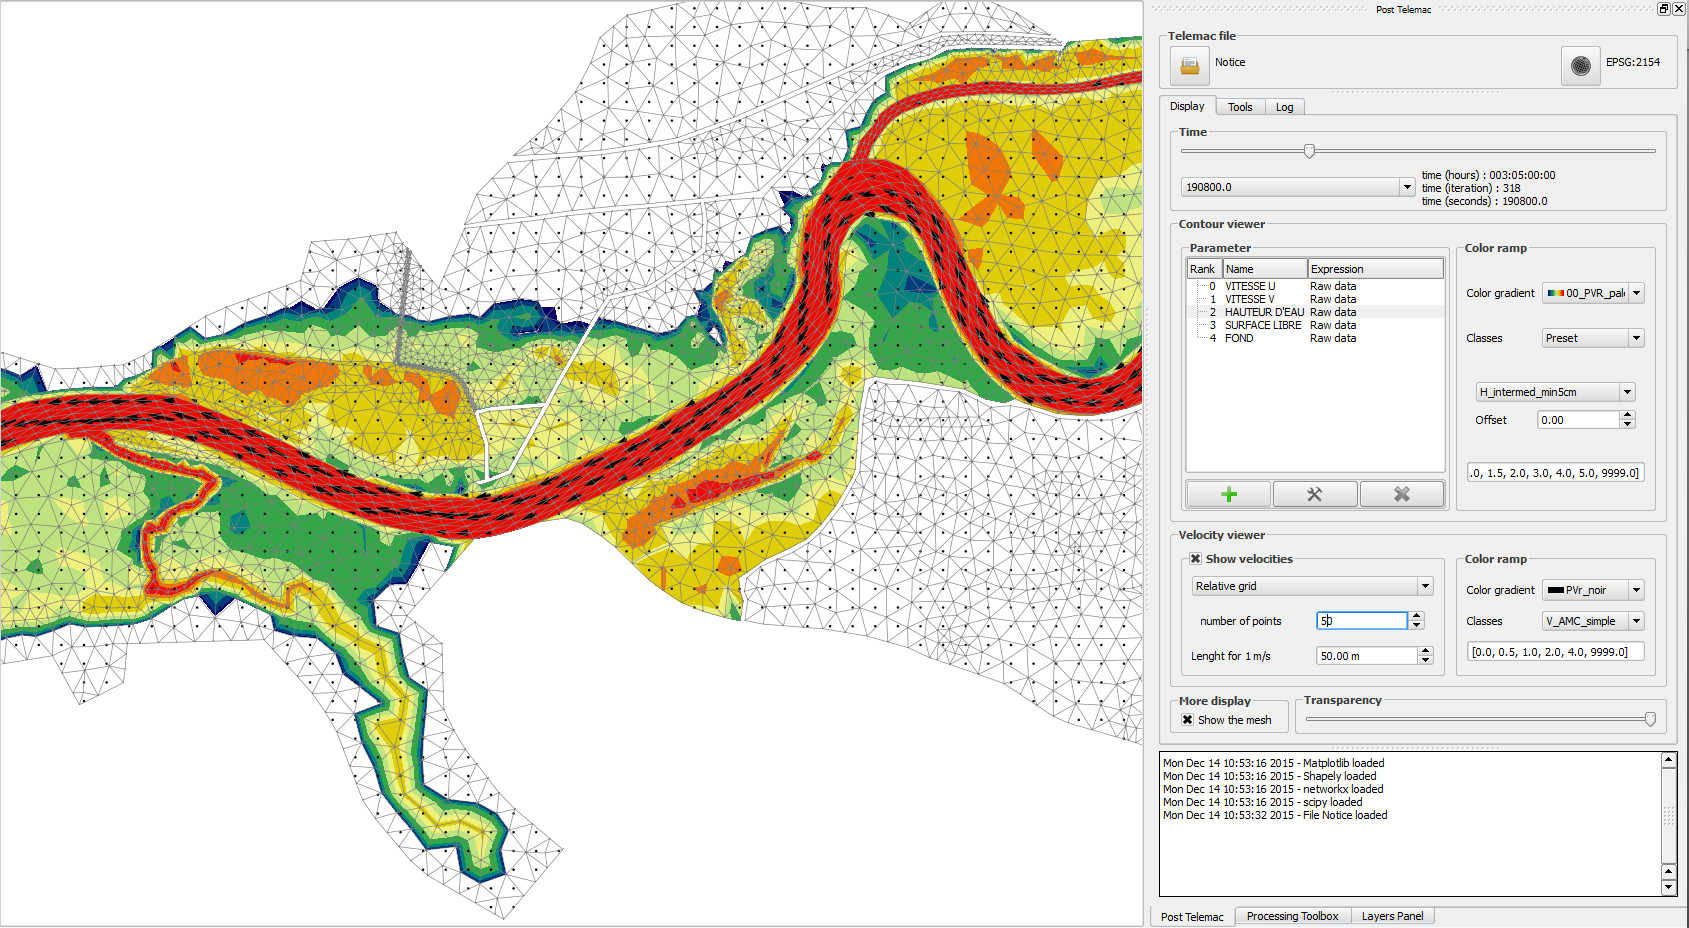 Post Telemac
Telemac file
Notice
EPSG:2154
Display Tools Log
Time
190800.0
time (hours) : 003:05:00:00
time (iteration) : 318
time (seconds) : 190800.0
Contour viewer
Parameter
Rank Name Expression
0 VITESSE U Raw data
1 VITESSE V Raw data
2 HAUTEUR D'EAU Raw data
3 SURFACE LIBRE Raw data
4 FOND Raw data
Color ramp
Color gradient 00_PVR_pal
Classes Preset
H_intermed_min5cm
Offset 0.00
.0, 1.5, 2.0, 3.0, 4.0, 5.0, 9999.0]
Velocity viewer
Show velocities
Relative grid
number of points 50
Lenght for 1 m/s 50.00 m
Color ramp
Color gradient PVr_noir
Classes V_AMC_simple
[0.0, 0.5, 1.0, 2.0, 4.0, 9999.0]
More display
Show the mesh
Transparency
Mon Dec 14 10:53:16 2015 - Matplotlib loaded
Mon Dec 14 10:53:16 2015 - Shapely loaded
Mon Dec 14 10:53:16 2015 - networkx loaded
Mon Dec 14 10:53:16 2015 - scipy loaded
Mon Dec 14 10:53:32 2015 - File Notice loaded
Post Telemac Processing Toolbox Layers Panel